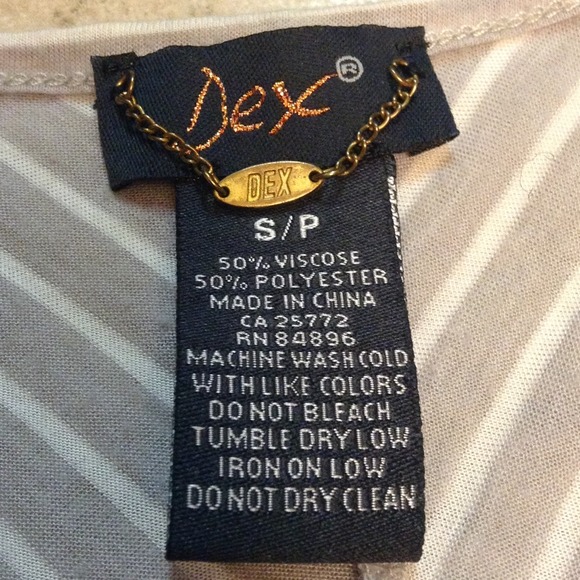 Dex®
DEX
S/P
50% VISCOSE
50% POLYESTER
MADE IN CHINA
CA 25772
RN 84896
MACHINE WASH COLD
WITH LIKE COLORS
DO NOT BLEACH
TUMBLE DRY LOW
IRON ON LOW
DO NOT DRY CLEAN